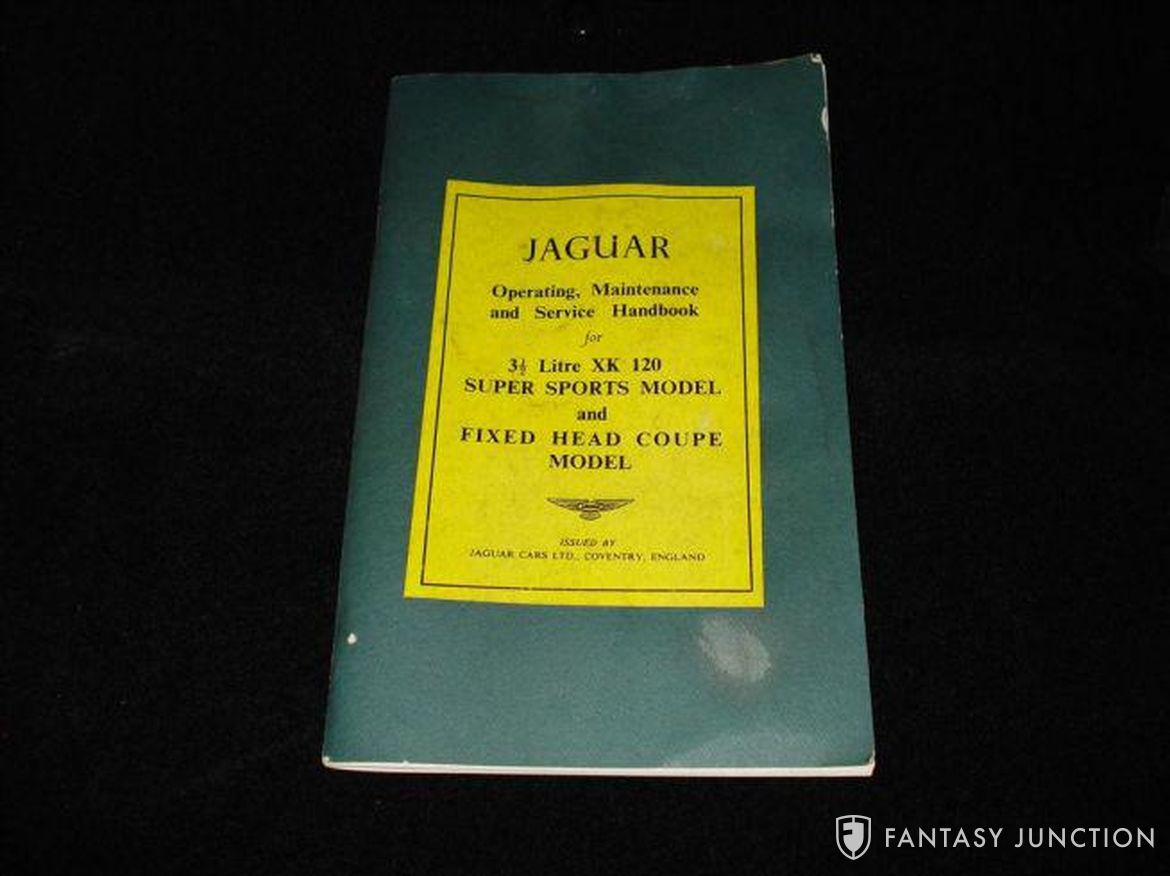 JAGUAR
Operating, Maintenance
and Service Handbook
for
3½ Litre XK 120
SUPER SPORTS MODEL
and
FIXED HEAD COUPE
MODEL
ISSUED BY
JAGUAR CARS LTD., COVENTRY, ENGLAND
FANTASY JUNCTION